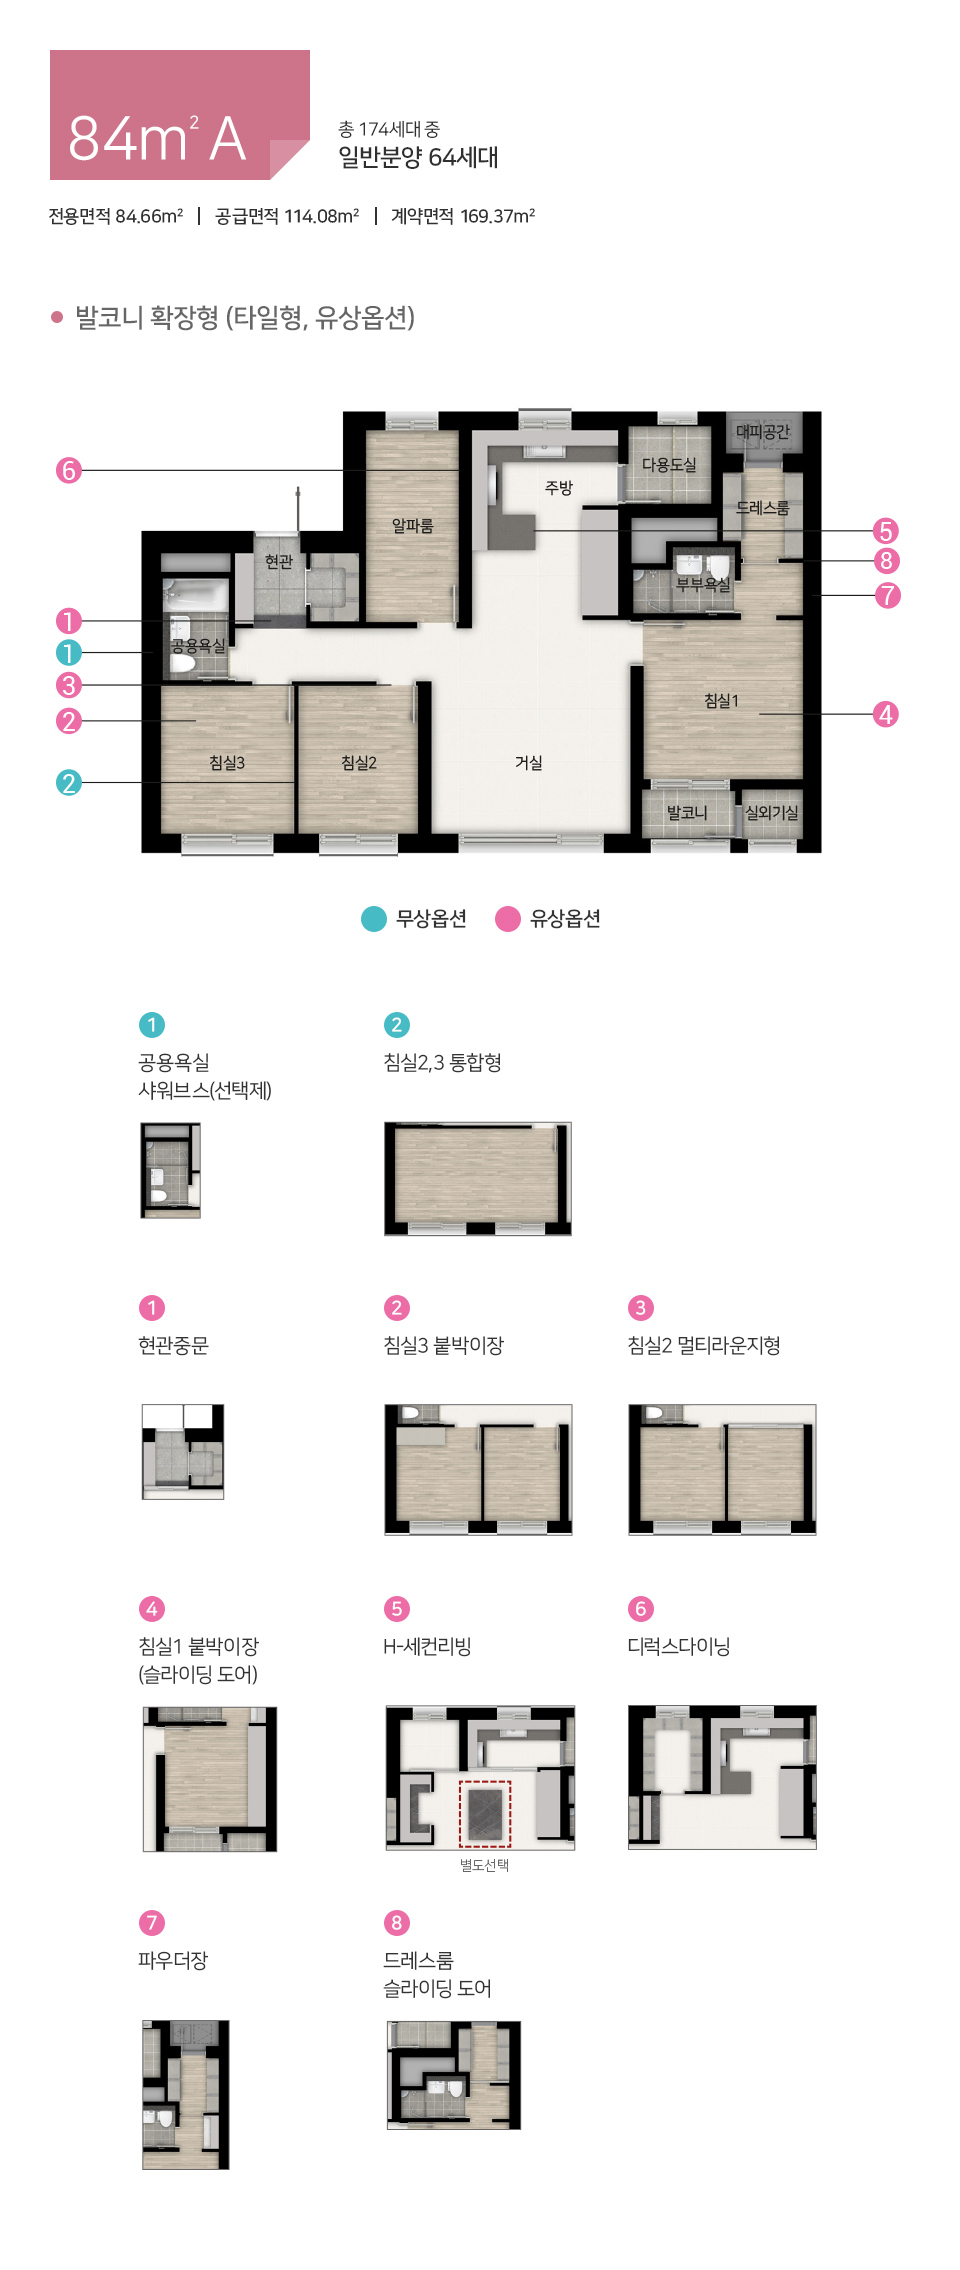 84m² A
총 174세대 중
일반분양 64세대
전용면적 84.66m² | 공급면적 114.08m² | 계약면적 169.37m²
발코니 확장형 (타일형, 유상옵션)
대피공간
다용도실
6
주방
드레스룸
알파룸
5
현관
8
부부욕실
7
1
공용욕실
1
3
침실1
4
2
침실3
침실2
거실
2
발코니
실외기실
무상옵션
유상옵션
1
2
공용욕실
샤워브스(선택제)
침실2,3 통합형
1
2
3
현관중문
침실3 붙박이장
침실2 멀티라운지형
4
5
6
침실1 붙박이장
(슬라이딩 도어)
H-세컨리빙
디럭스다이닝
별도선택
7
8
파우더장
드레스룸
슬라이딩 도어